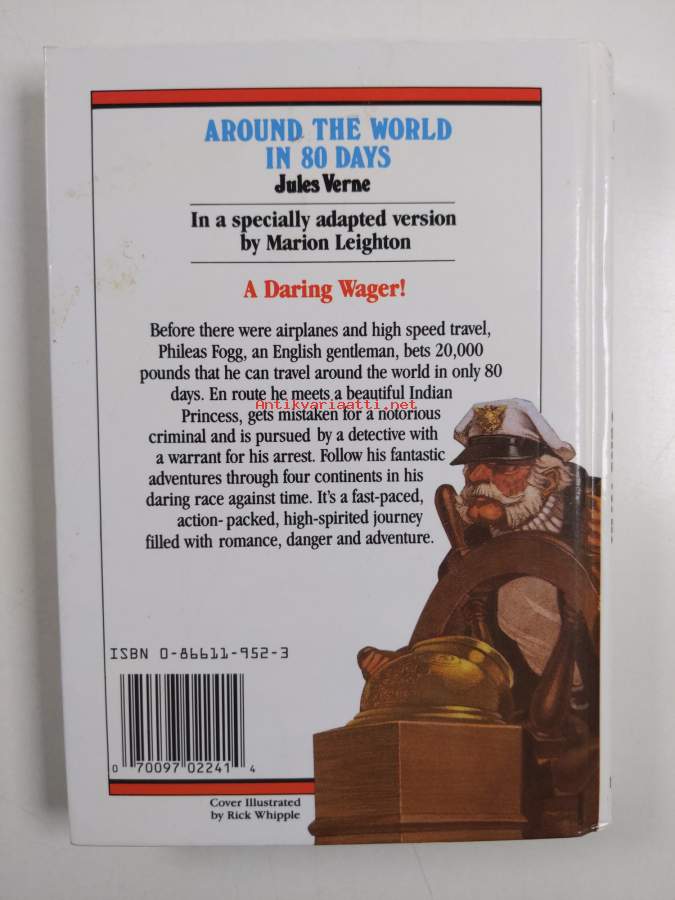 AROUND THE WORLD
IN 80 DAYS
Jules Verne
In a specially adapted version
by Marion Leighton
A Daring Wager!
Before there were airplanes and high speed travel,
Phileas Fogg, an English gentleman, bets 20,000
pounds that he can travel around the world in only 80
days. En route he meets a beautiful Indian
Antikvariaatti.net
Princess, gets mistaken for a notorious
criminal and is pursued by a detective with
a warrant for his arrest. Follow his fantastic
adventures through four continents in his
daring race against time. It's a fast-paced,
action- packed, high-spirited journey
filled with romance, danger and adventure.
ISBN 0-86611-952-3
0 70097 02241 4
Cover Illustrated
by Rick Whipple